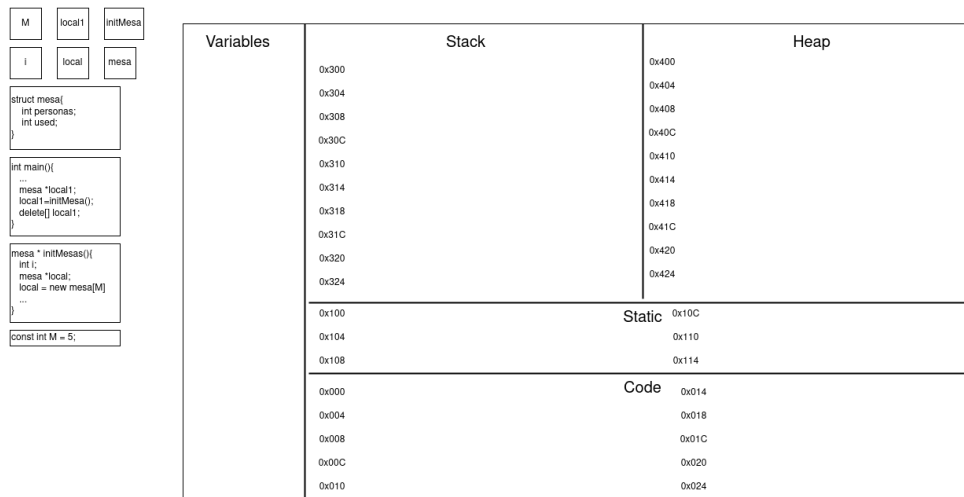 M local1 initMesa
i local mesa
struct mesa{
int personas;
int used;
}
int main(){
...
mesa *local1;
local1=initMesa();
delete[] local1;
}
mesa * initMesas(){
int i;
mesa *local;
local = new mesa[M]
...
}
const int M = 5;
Variables
Stack
0x300
0x304
0x308
0x30C
0x310
0x314
0x318
0x31C
0x320
0x324
Heap
0x400
0x404
0x408
0x40C
0x410
0x414
0x418
0x41C
0x420
0x424
Static
0x100
0x104
0x108
0x10C
0x110
0x114
Code
0x000
0x004
0x008
0x00C
0x010
0x014
0x018
0x01C
0x020
0x024